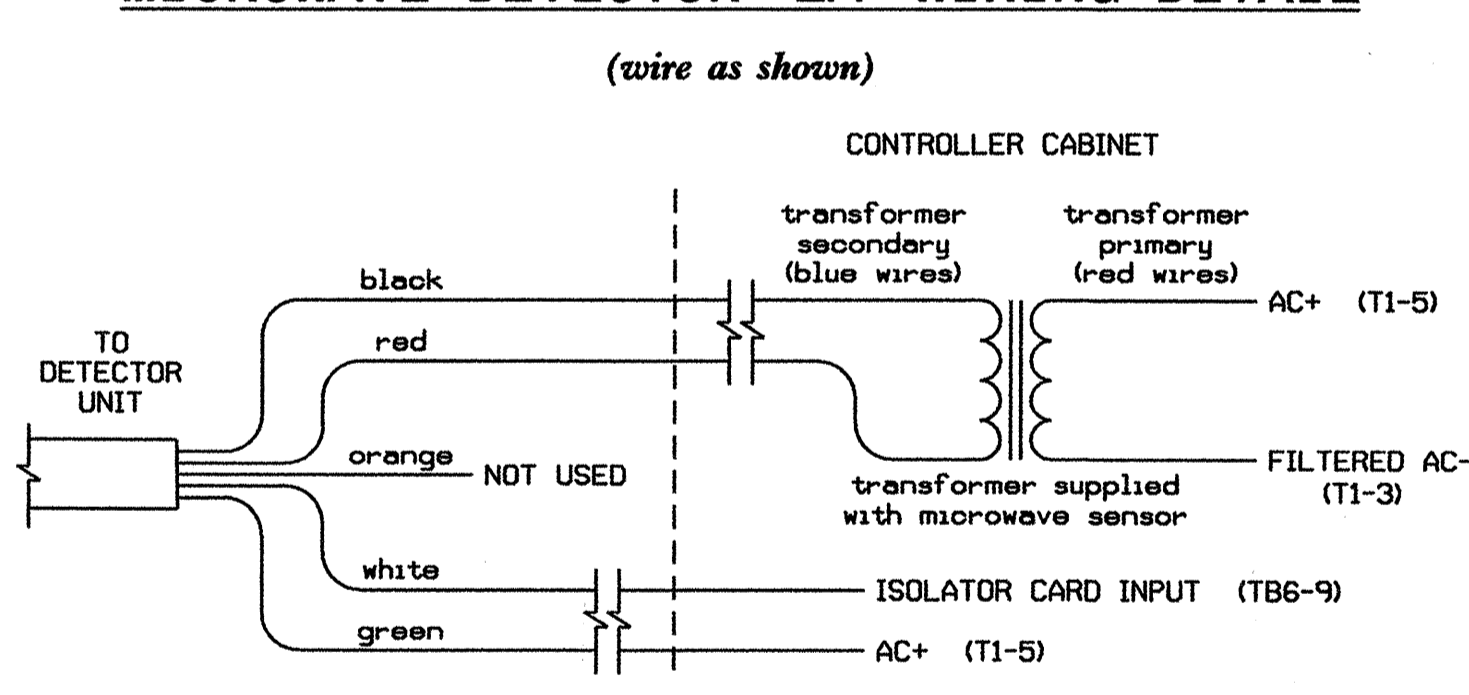 (wire as shown)
CONTROLLER CABINET
transformer
secondary
(blue wires)
transformer
primary
(red wires)
black
AC+ (T1-5)
red
TO
DETECTOR
UNIT
orange
NOT USED
FILTERED AC-
(T1-3)
transformer supplied
with microwave sensor
white
ISOLATOR CARD INPUT (TB6-9)
green
AC+ (T1-5)